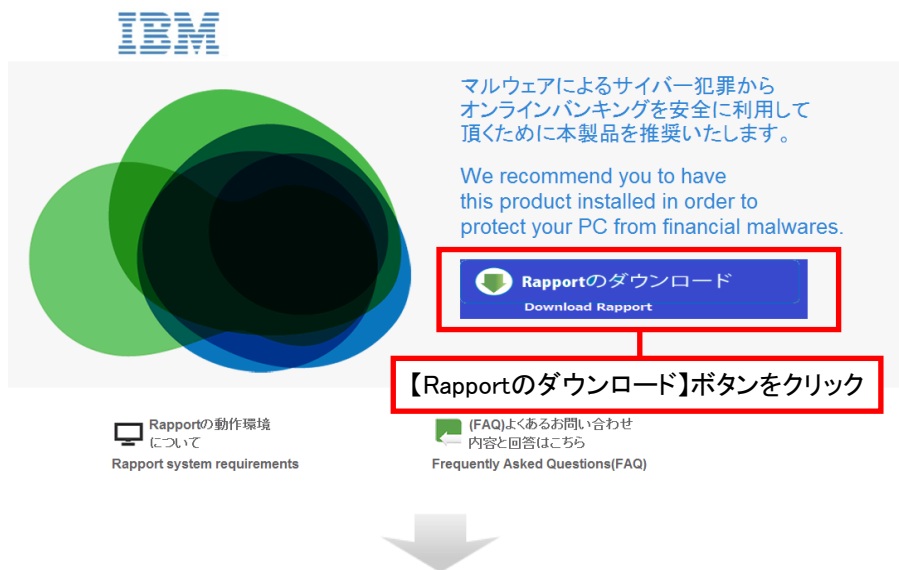 IBM
マルウェアによるサイバー犯罪から
オンラインバンキングを安全に利用して
頂くために本製品を推奨いたします。
We recommend you to have
this product installed in order to
protect your PC from financial malwares.
Rapportのダウンロード
Download Rapport
【Rapportのダウンロード】ボタンをクリック
Rapportの動作環境
について
Rapport system requirements
(FAQ)よくあるお問い合わせ
内容と回答はこちら
Frequently Asked Questions(FAQ)